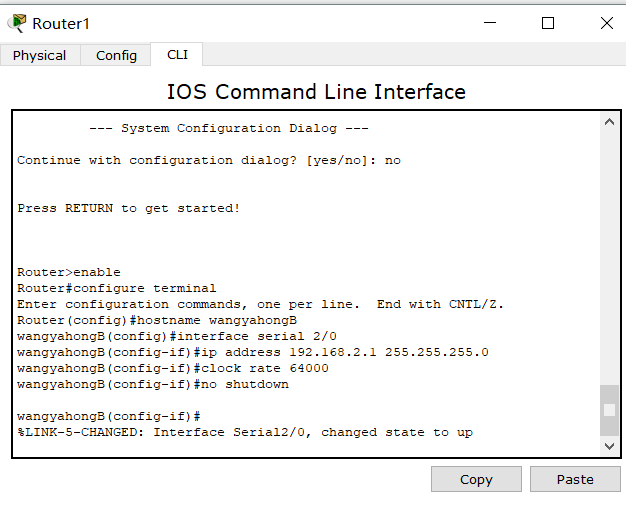 Router1
Physical Config CLI
IOS Command Line Interface
--- System Configuration Dialog ---
Continue with configuration dialog? [yes/no]: no
Press RETURN to get started!
Router>enable
Router#configure terminal
Enter configuration commands, one per line.  End with CNTL/Z.
Router(config)#hostname wangyahongB
wangyahongB(config)#interface serial 2/0
wangyahongB(config-if)#ip address 192.168.2.1 255.255.255.0
wangyahongB(config-if)#clock rate 64000
wangyahongB(config-if)#no shutdown
wangyahongB(config-if)#
%LINK-5-CHANGED: Interface Serial2/0, changed state to up
Copy Paste